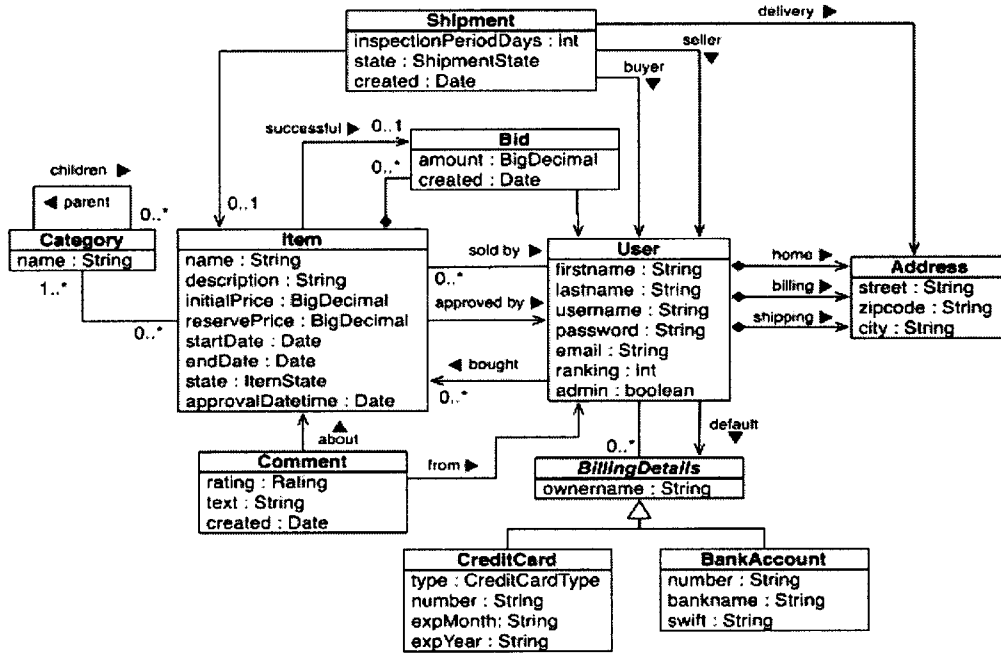 Shipment
inspectionPeriodDays : int
state : ShipmentState
created : Date
delivery ▶
seller
▼
buyer
▼
successful ▶
0..1
0..*
Bid
amount : BigDecimal
created : Date
children
▶
◀ parent
0..*
Category
name : String
1..*
0..*
0..1
Item
name : String
description : String
initialPrice : BigDecimal
reservePrice : BigDecimal
startDate : Date
endDate : Date
state : ItemState
approvalDatetime : Date
sold by ▶
0..*
approved by ▶
◀ bought
0..*
User
firstname : String
lastname : String
username : String
password : String
email : String
ranking : int
admin : boolean
home ▶
billing ▶
shipping ▶
Address
street : String
zipcode : String
city : String
▲
about
Comment
rating : Rating
text : String
created : Date
from ▶
0..*
default
▼
BillingDetails
ownername : String
CreditCard
type : CreditCardType
number : String
expMonth: String
expYear : String
BankAccount
number : String
bankname : String
swift : String